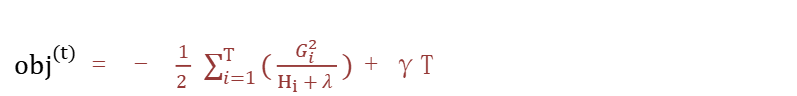 obj^(t) = - 1/2 ∑_{i=1}^{T} ( G_i^2 / (H_i + λ) ) + γ T